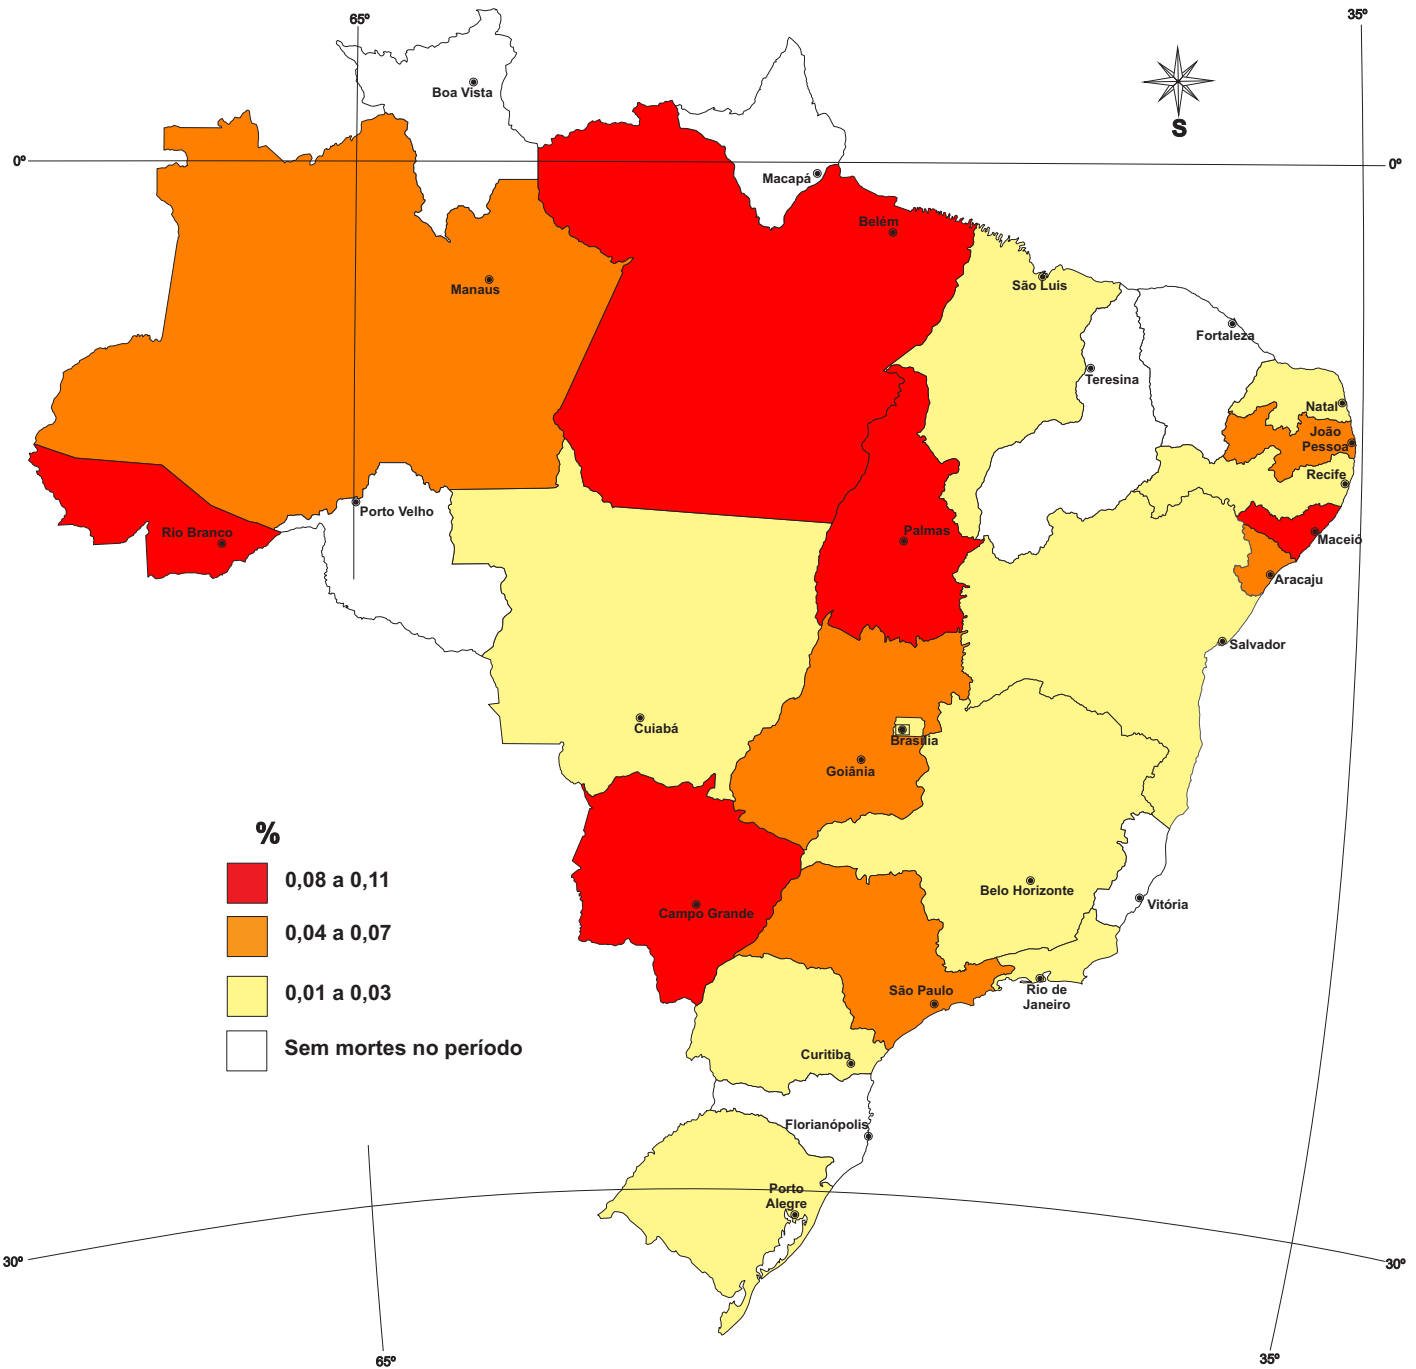 65º
35º
Boa Vista
S
0º
0º
Macapá
Belém
Manaus
São Luis
Fortaleza
Teresina
Natal
João
Pessoa
Recife
Porto Velho
Rio Branco
Palmas
Maceió
Aracaju
Salvador
Cuiabá
Brasília
Goiânia
%
0,08 a 0,11
Belo Horizonte
Vitória
Campo Grande
0,04 a 0,07
São Paulo
Rio de
Janeiro
0,01 a 0,03
Sem mortes no período
Curitiba
Florianópolis
Porto
Alegre
30º
30º
65º
35º